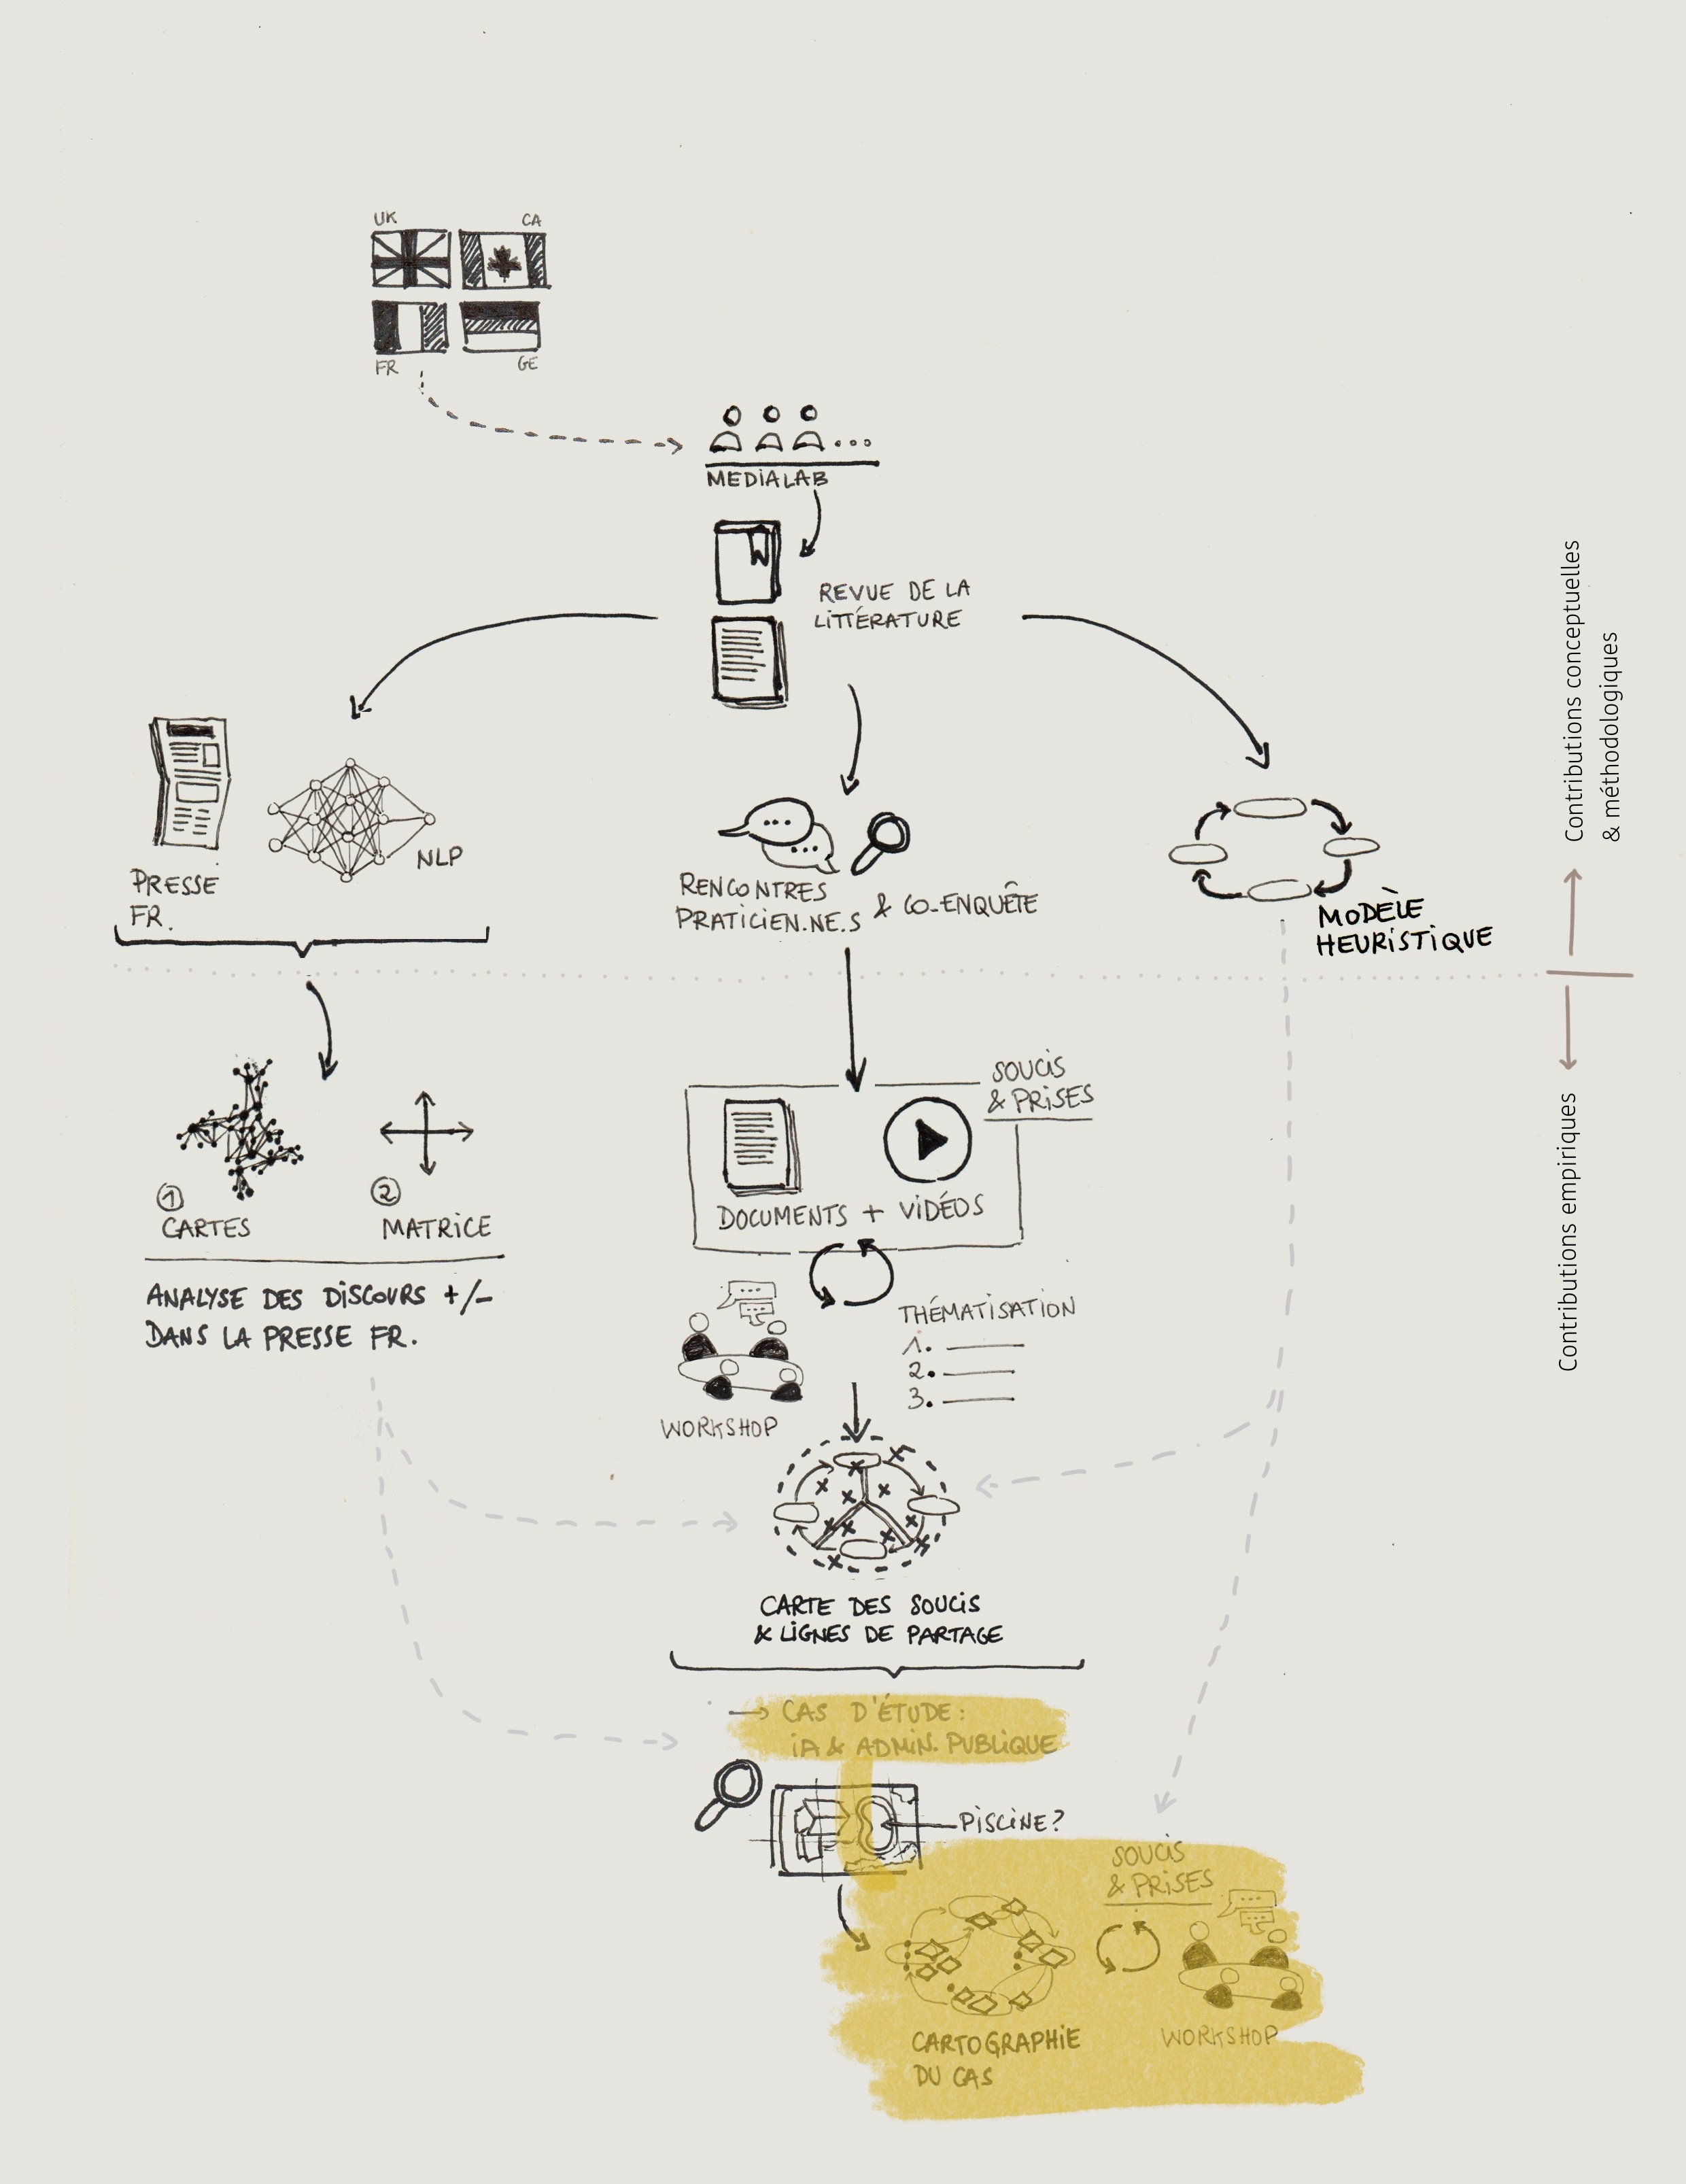 UK
CA
FR
GE
MEDIALAB
REVUE DE LA
LITTÉRATURE
PRESSE
FR.
NLP
RENCONTRES
PRATICIEN.NE.S
& CO-ENQUÊTE
MODÈLE
HEURISTIQUE
Contributions conceptuelles
& méthodologiques
Contributions empiriques
1
CARTES
2
MATRICE
ANALYSE DES DISCOURS +/-
DANS LA PRESSE FR.
SOUCIS
& PRISES
DOCUMENTS + VIDÉOS
THÉMATISATION
1.
2.
3.
WORKSHOP
CARTE DES SOUCIS
& LIGNES DE PARTAGE
→ CAS D'ÉTUDE:
IA & ADMIN. PUBLIQUE
PISCINE?
SOUCIS
& PRISES
CARTOGRAPHIE
DU CAS
WORKSHOP